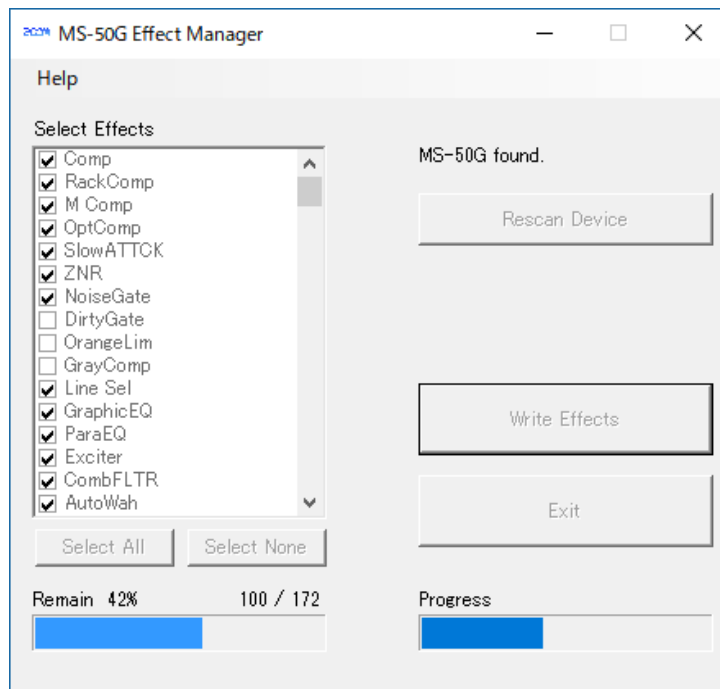 ZOOM MS-50G Effect Manager
Help
Select Effects
Comp
RackComp
M Comp
OptComp
SlowATTCK
ZNR
NoiseGate
DirtyGate
OrangeLim
GrayComp
Line Sel
GraphicEQ
ParaEQ
Exciter
CombFLTR
AutoWah
Select All Select None
Remain 42% 100 / 172
MS-50G found.
Rescan Device
Write Effects
Exit
Progress